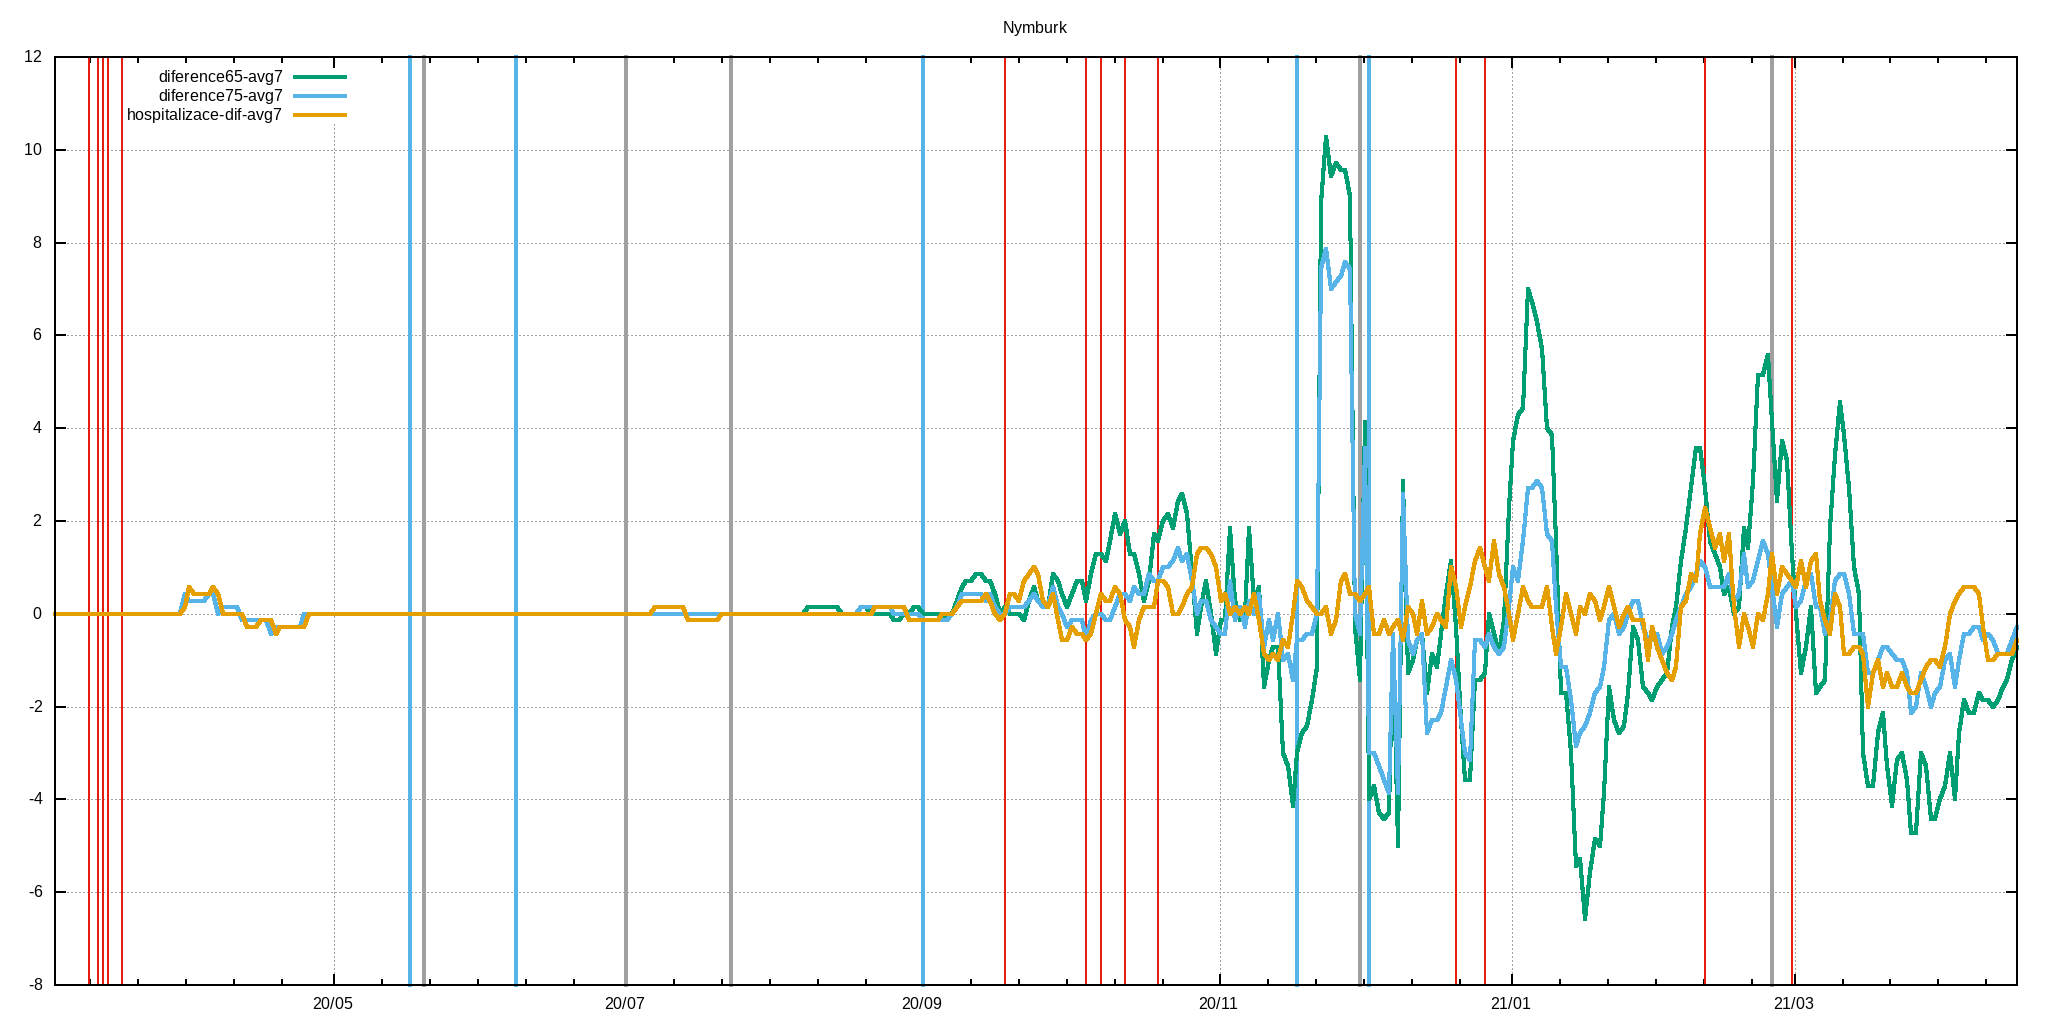 Nymburk
12
diference65-avg7
diference75-avg7
hospitalizace-dif-avg7
10
8
6
4
2
0
-2
-4
-6
-8
20/05 20/07 20/09 20/11 21/01 21/03